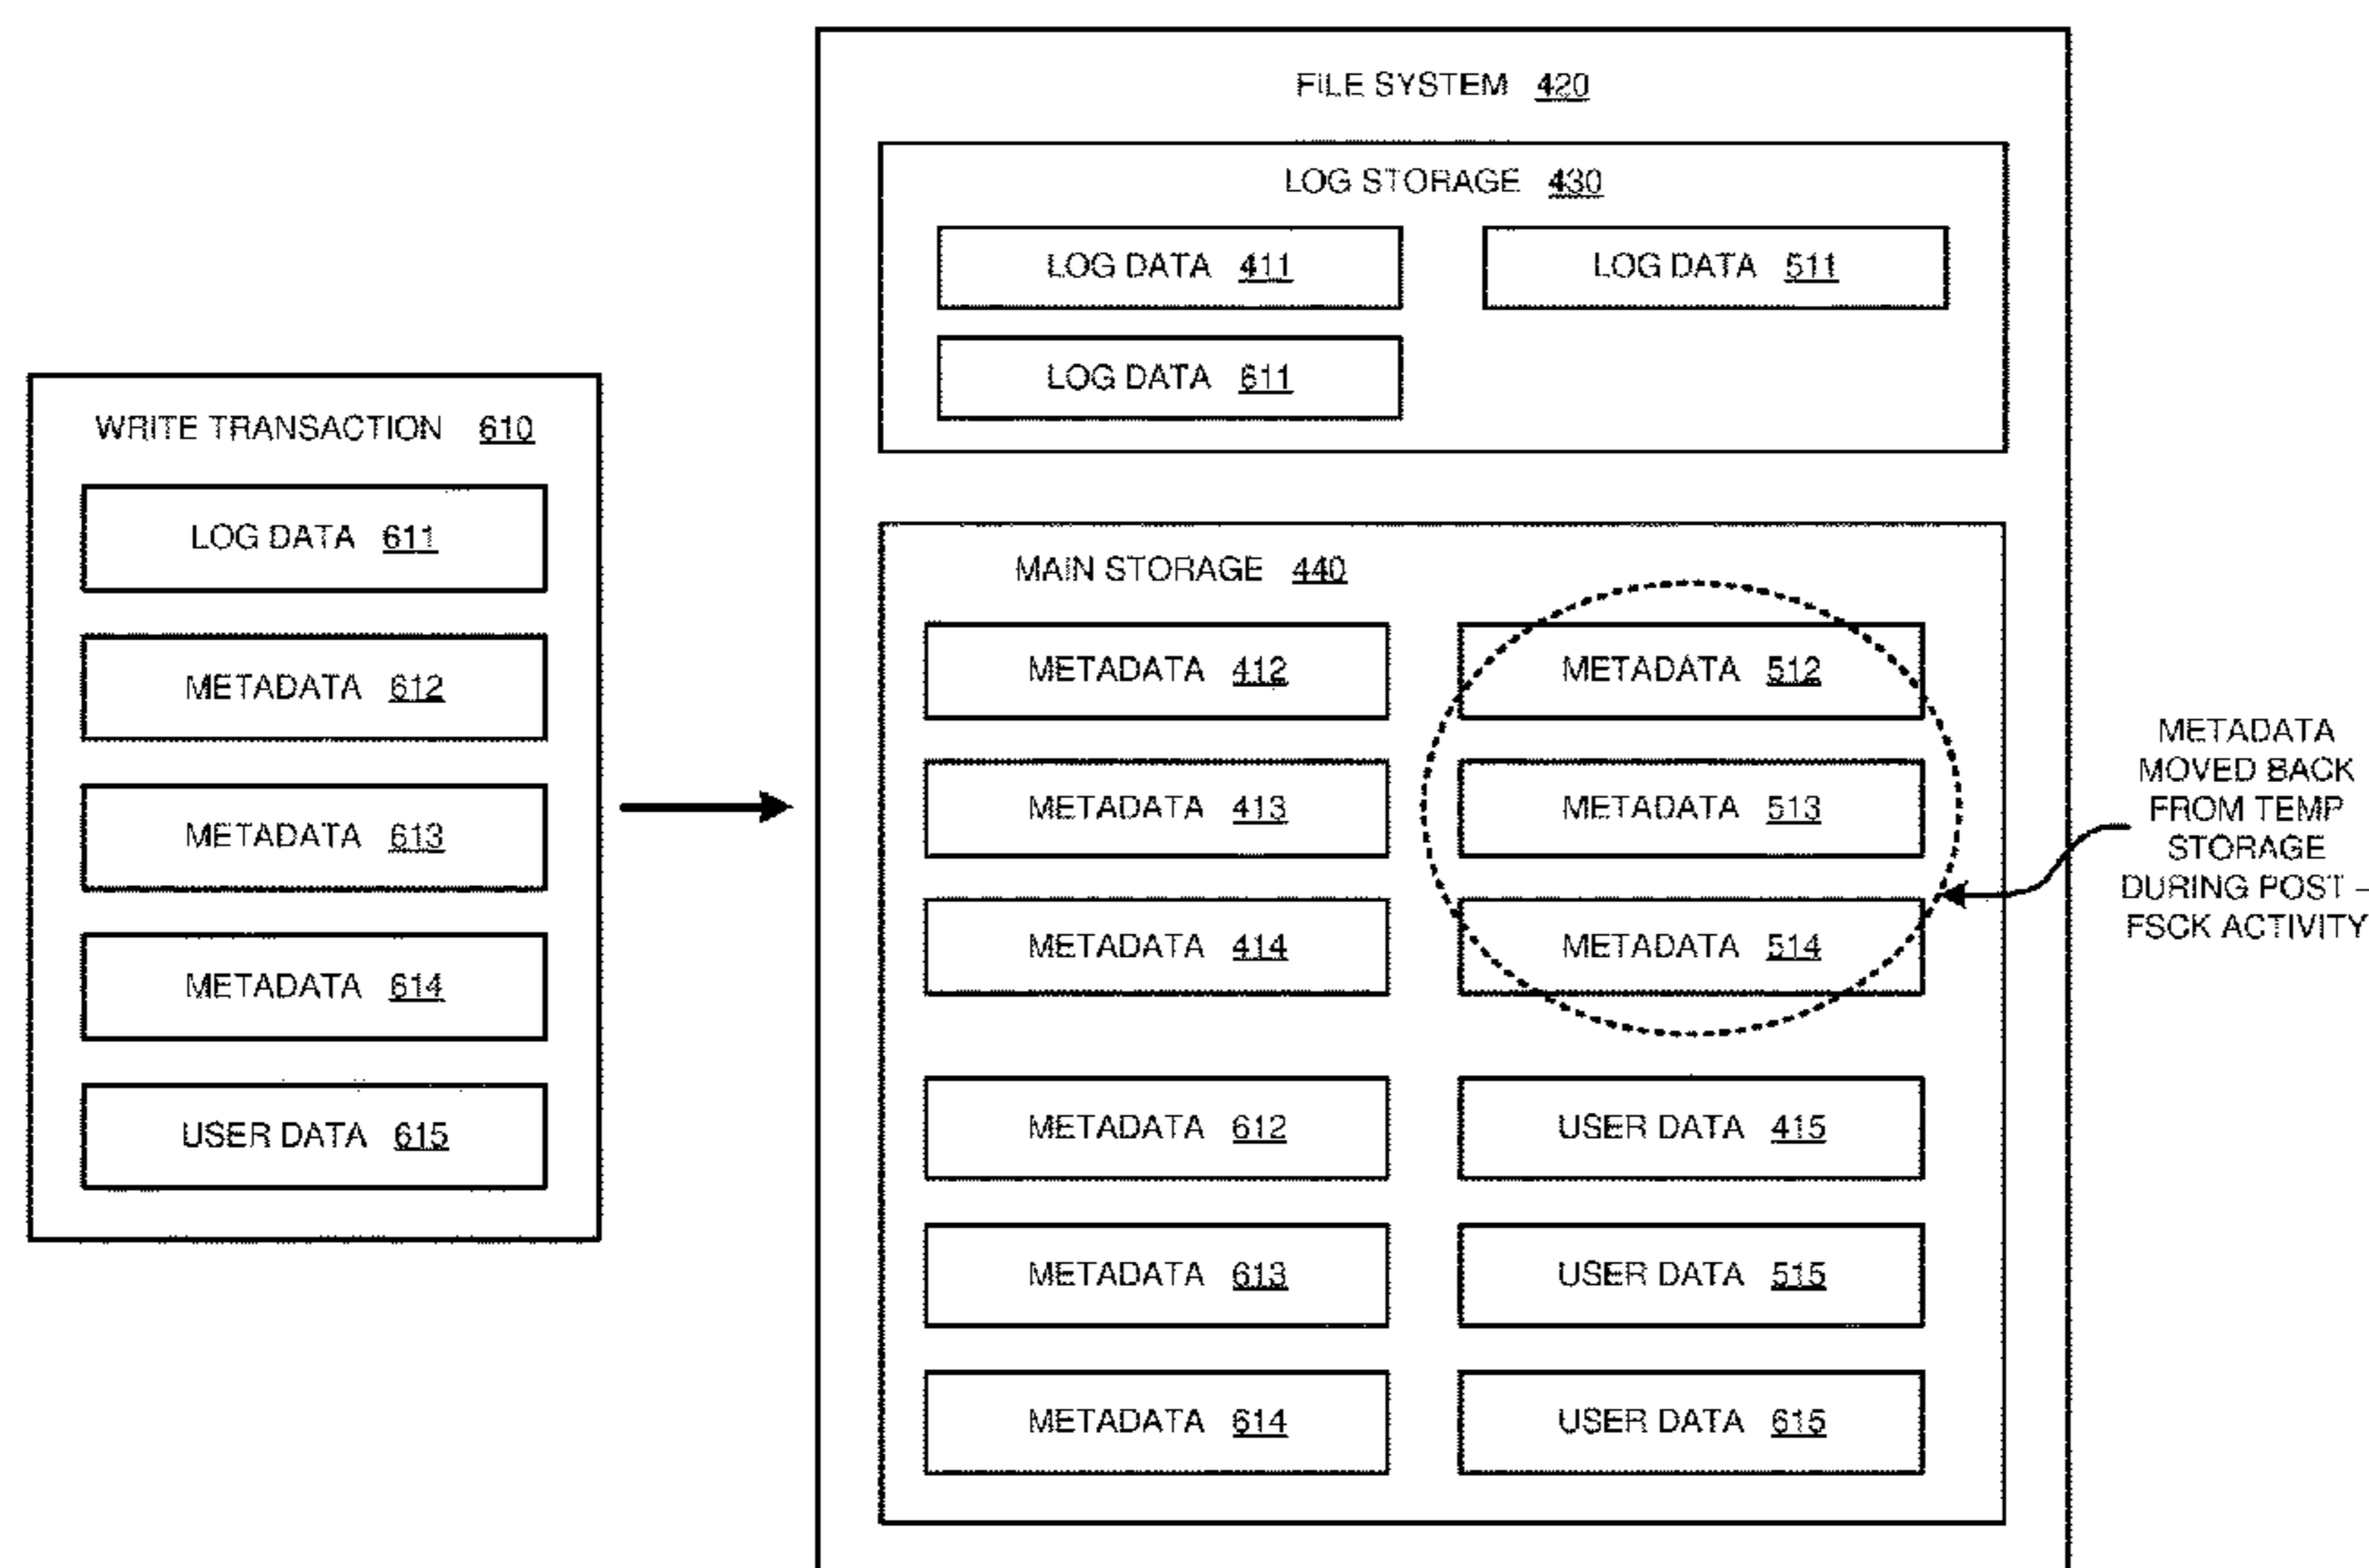 FILE SYSTEM 420
LOG STORAGE 430
LOG DATA 411
LOG DATA 511
LOG DATA 611
WRITE TRANSACTION 610
LOG DATA 611
METADATA 612
METADATA 613
METADATA 614
USER DATA 615
MAIN STORAGE 440
METADATA 412
METADATA 512
METADATA 413
METADATA 513
METADATA 414
METADATA 514
METADATA 612
USER DATA 415
METADATA 613
USER DATA 515
METADATA 614
USER DATA 615
METADATA
MOVED BACK
FROM TEMP
STORAGE
DURING POST –
FSCK ACTIVITY